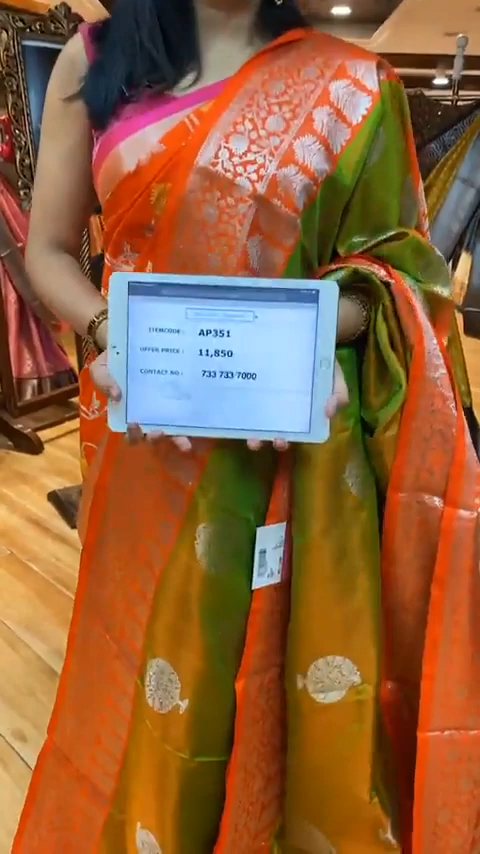 ITEMCODE : AP351
OFFER PRICE : 11,850
CONTACT NO. : 733 733 7000